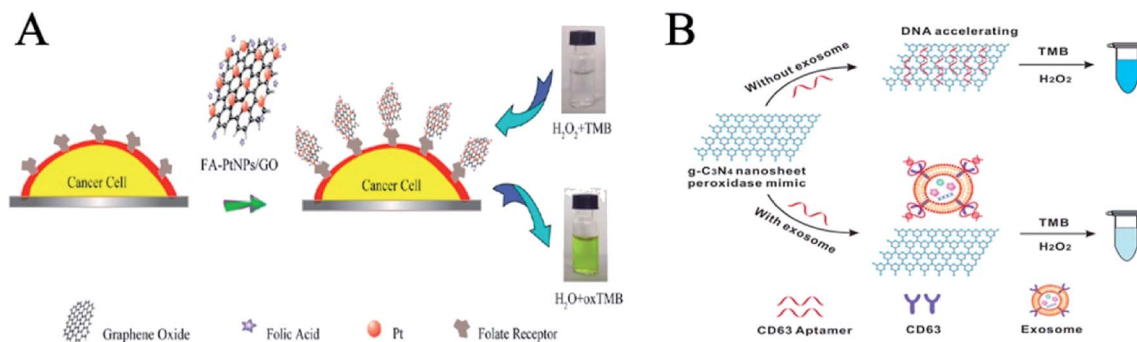 A
FA-PtNPs/GO
Cancer Cell
Cancer Cell
H₂O₂+TMB
H₂O+oxTMB
Graphene Oxide
Folic Acid
Pt
Folate Receptor
B
DNA accelerating
Without exosome
TMB
H₂O₂
g-C₃N₄ nanosheet
peroxidase mimic
With exosome
TMB
H₂O₂
CD63 Aptamer
CD63
Exosome